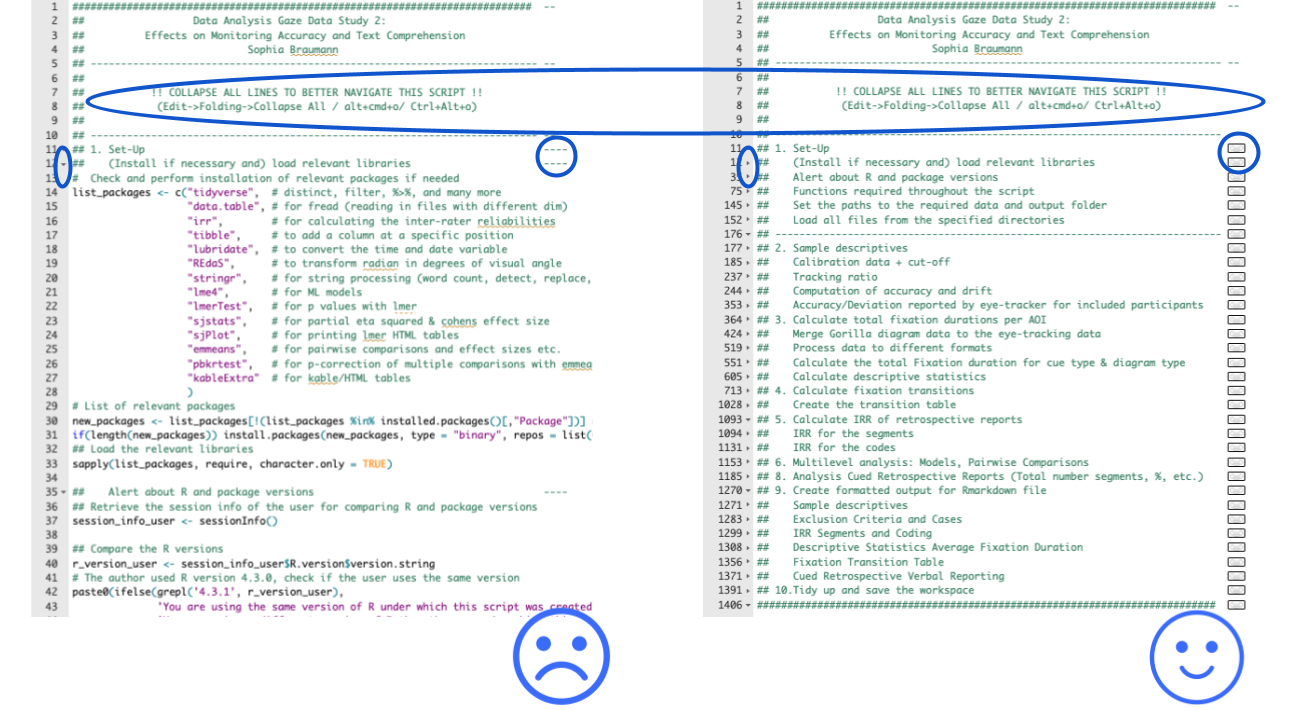 1 ############################################################################ --
2 ## Data Analysis Gaze Data Study 2:
3 ## Effects on Monitoring Accuracy and Text Comprehension
4 ## Sophia Braumann
5 ## -------------------------------------------------------------------------- --
6 ##
7 ## !! COLLAPSE ALL LINES TO BETTER NAVIGATE THIS SCRIPT !!
8 ## (Edit->Folding->Collapse All / alt+cmd+o/ Ctrl+Alt+o)
9 ##
10 ## --------------------------------------------------------------------------
11 ## 1. Set-Up ----
12 ## (Install if necessary and) load relevant libraries ----
13 # Check and perform installation of relevant packages if needed
14 list_packages <- c("tidyverse", # distinct, filter, %>%, and many more
15 "data.table", # for fread (reading in files with different dim)
16 "irr", # for calculating the inter-rater reliabilities
17 "tibble", # to add a column at a specific position
18 "lubridate", # to convert the time and date variable
19 "REdaS", # to transform radian in degrees of visual angle
20 "stringr", # for string processing (word count, detect, replace,
21 "lme4", # for ML models
22 "lmerTest", # for p values with lmer
23 "sjstats", # for partial eta squared & cohens effect size
24 "sjPlot", # for printing lmer HTML tables
25 "emmeans", # for pairwise comparisons and effect sizes etc.
26 "pbkrtest", # for p-correction of multiple comparisons with emmea
27 "kableExtra" # for kable/HTML tables
28 )
29 # List of relevant packages
30 new_packages <- list_packages[!(list_packages %in% installed.packages()[,"Package"])]
31 if(length(new_packages)) install.packages(new_packages, type = "binary", repos = list(
32 ## Load the relevant libraries
33 sapply(list_packages, require, character.only = TRUE)
34
35 ## Alert about R and package versions ----
36 ## Retrieve the session info of the user for comparing R and package versions
37 session_info_user <- sessionInfo()
38
39 ## Compare the R versions
40 r_version_user <- session_info_user$R.version$version.string
41 # The author used R version 4.3.0, check if the user uses the same version
42 paste0(ifelse(grepl('4.3.1', r_version_user),
43 'You are using the same version of R under which this script was created
1 ############################################################################ --
2 ## Data Analysis Gaze Data Study 2:
3 ## Effects on Monitoring Accuracy and Text Comprehension
4 ## Sophia Braumann
5 ## -------------------------------------------------------------------------- --
6 ##
7 ## !! COLLAPSE ALL LINES TO BETTER NAVIGATE THIS SCRIPT !!
8 ## (Edit->Folding->Collapse All / alt+cmd+o/ Ctrl+Alt+o)
9 ##
10 ## --------------------------------------------------------------------------
11 ## 1. Set-Up
12 ## (Install if necessary and) load relevant libraries
35 ## Alert about R and package versions
75 ## Functions required throughout the script
145 ## Set the paths to the required data and output folder
152 ## Load all files from the specified directories
176 ## --------------------------------------------------------------------------
177 ## 2. Sample descriptives
185 ## Calibration data + cut-off
237 ## Tracking ratio
244 ## Computation of accuracy and drift
353 ## Accuracy/Deviation reported by eye-tracker for included participants
364 ## 3. Calculate total fixation durations per AOI
424 ## Merge Gorilla diagram data to the eye-tracking data
519 ## Process data to different formats
551 ## Calculate the total Fixation duration for cue type & diagram type
605 ## Calculate descriptive statistics
713 ## 4. Calculate fixation transitions
1028 ## Create the transition table
1093 ## 5. Calculate IRR of retrospective reports
1094 ## IRR for the segments
1131 ## IRR for the codes
1153 ## 6. Multilevel analysis: Models, Pairwise Comparisons
1185 ## 8. Analysis Cued Retrospective Reports (Total number segments, %, etc.)
1270 ## 9. Create formatted output for Rmarkdown file
1271 ## Sample descriptives
1283 ## Exclusion Criteria and Cases
1299 ## IRR Segments and Coding
1308 ## Descriptive Statistics Average Fixation Duration
1356 ## Fixation Transition Table
1371 ## Cued Retrospective Verbal Reporting
1391 ## 10.Tidy up and save the workspace
1406 ############################################################################